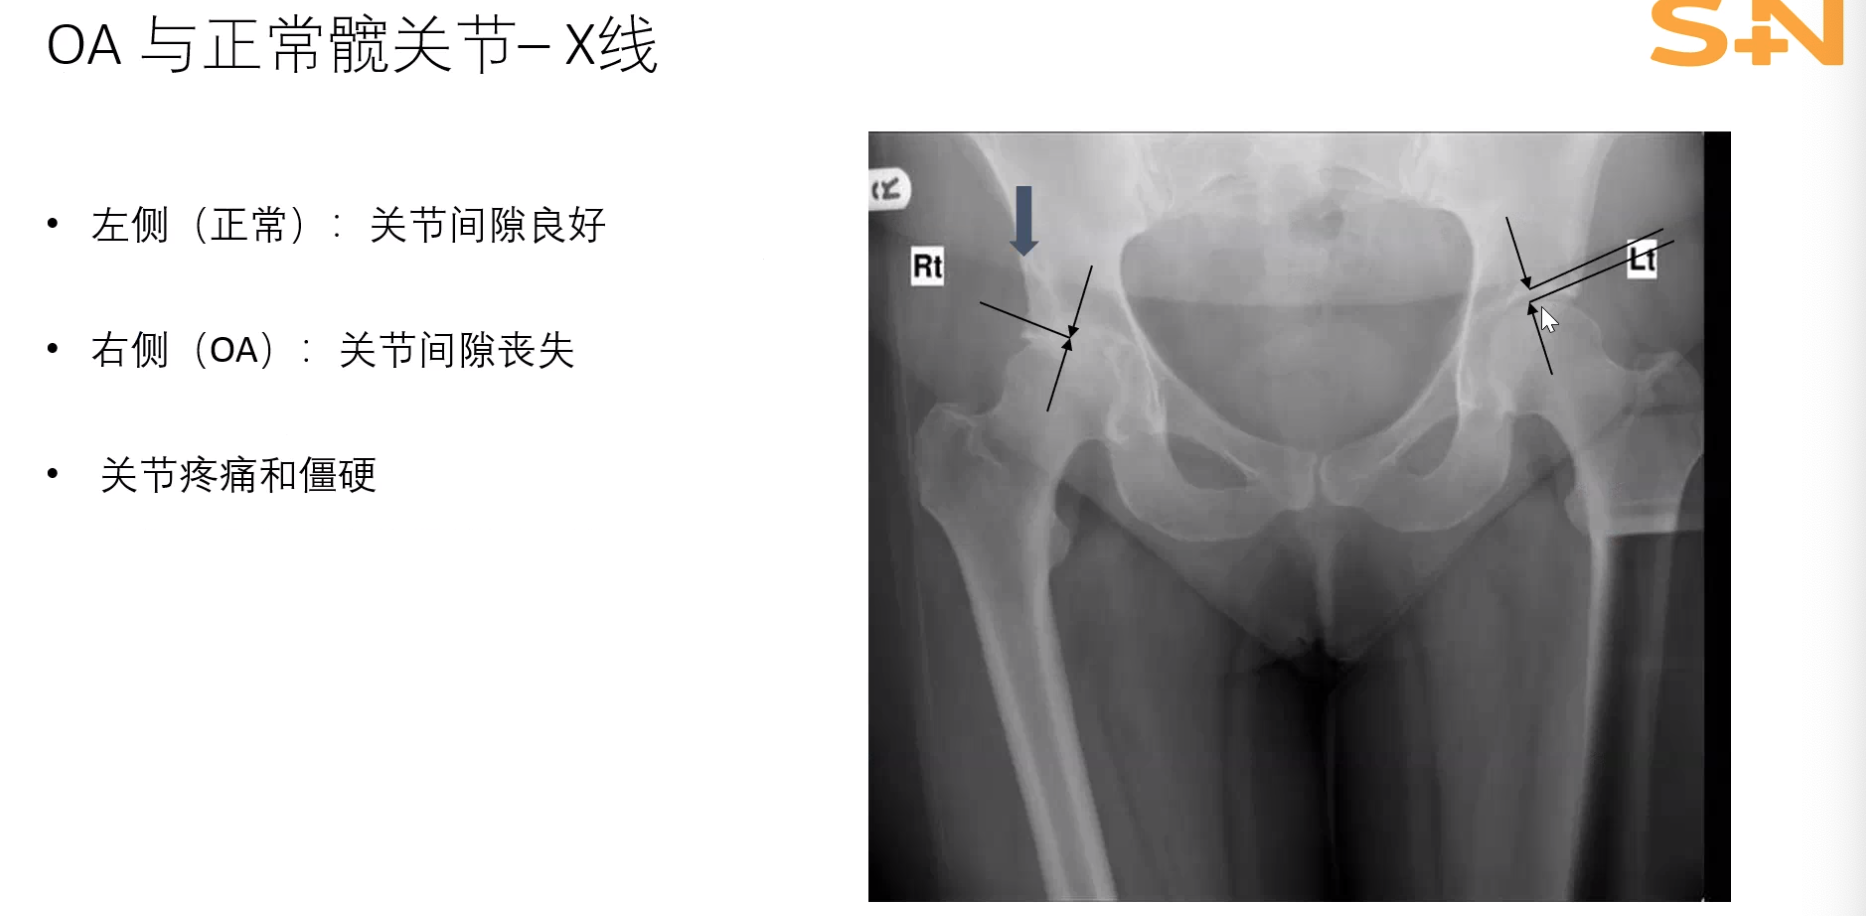 OA 与正常髋关节– X线
S+N
• 左侧（正常）：关节间隙良好
• 右侧（OA）：关节间隙丧失
• 关节疼痛和僵硬
R
Rt
Lt